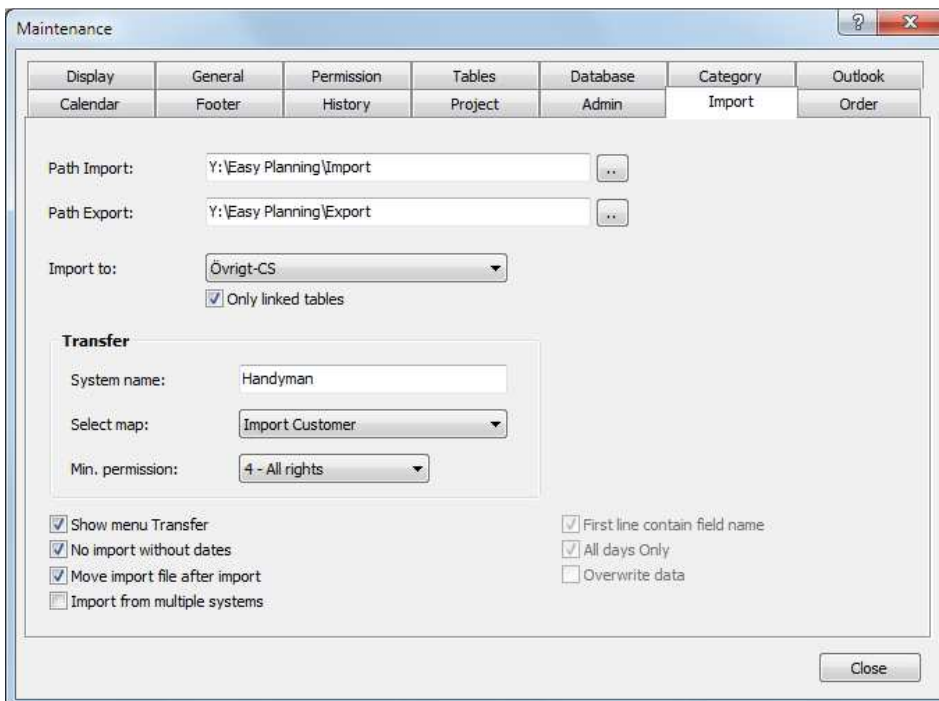 Maintenance
Display General Permission Tables Database Category Outlook
Calendar Footer History Project Admin Import Order
Path Import: Y:\Easy Planning\Import ..
Path Export: Y:\Easy Planning\Export ..
Import to: Övrigt-CS
Only linked tables
Transfer
System name: Handyman
Select map: Import Customer
Min. permission: 4 - All rights
Show menu Transfer First line contain field name
No import without dates All days Only
Move import file after import Overwrite data
Import from multiple systems
Close